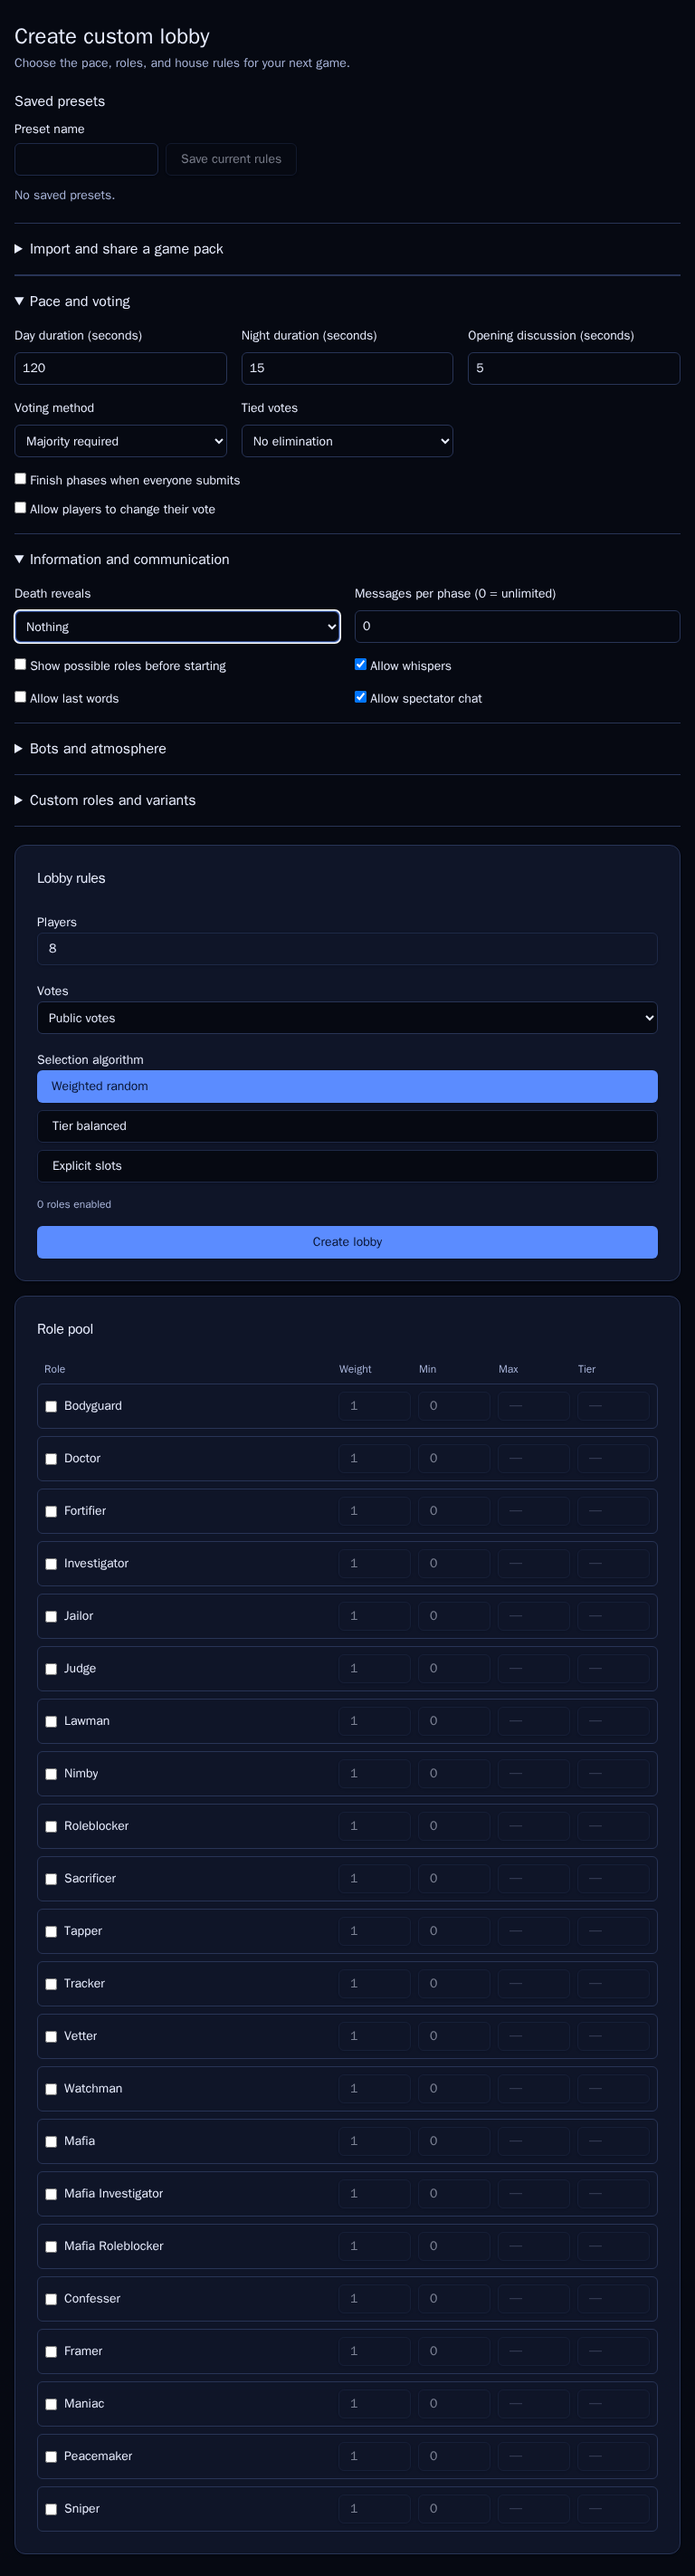 Create custom lobby
Choose the pace, roles, and house rules for your next game.
Saved presets
Preset name
Save current rules
No saved presets.
Import and share a game pack
Pace and voting
Day duration (seconds) Night duration (seconds) Opening discussion (seconds)
120 15 5
Voting method Tied votes
Majority required No elimination
Finish phases when everyone submits
Allow players to change their vote
Information and communication
Death reveals Messages per phase (0 = unlimited)
Nothing 0
Show possible roles before starting Allow whispers
Allow last words Allow spectator chat
Bots and atmosphere
Custom roles and variants
Lobby rules
Players
8
Votes
Public votes
Selection algorithm
Weighted random
Tier balanced
Explicit slots
0 roles enabled
Create lobby
Role pool
Role Weight Min Max Tier
Bodyguard 1 0 — —
Doctor 1 0 — —
Fortifier 1 0 — —
Investigator 1 0 — —
Jailor 1 0 — —
Judge 1 0 — —
Lawman 1 0 — —
Nimby 1 0 — —
Roleblocker 1 0 — —
Sacrificer 1 0 — —
Tapper 1 0 — —
Tracker 1 0 — —
Vetter 1 0 — —
Watchman 1 0 — —
Mafia 1 0 — —
Mafia Investigator 1 0 — —
Mafia Roleblocker 1 0 — —
Confesser 1 0 — —
Framer 1 0 — —
Maniac 1 0 — —
Peacemaker 1 0 — —
Sniper 1 0 — —